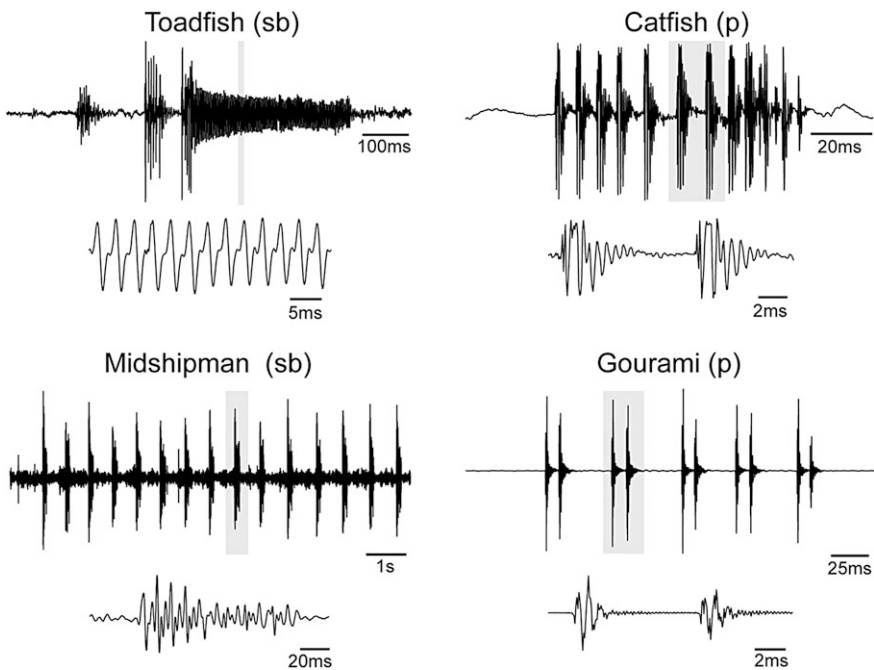 Toadfish (sb)
100ms
5ms
Catfish (p)
20ms
2ms
Midshipman (sb)
1s
20ms
Gourami (p)
25ms
2ms